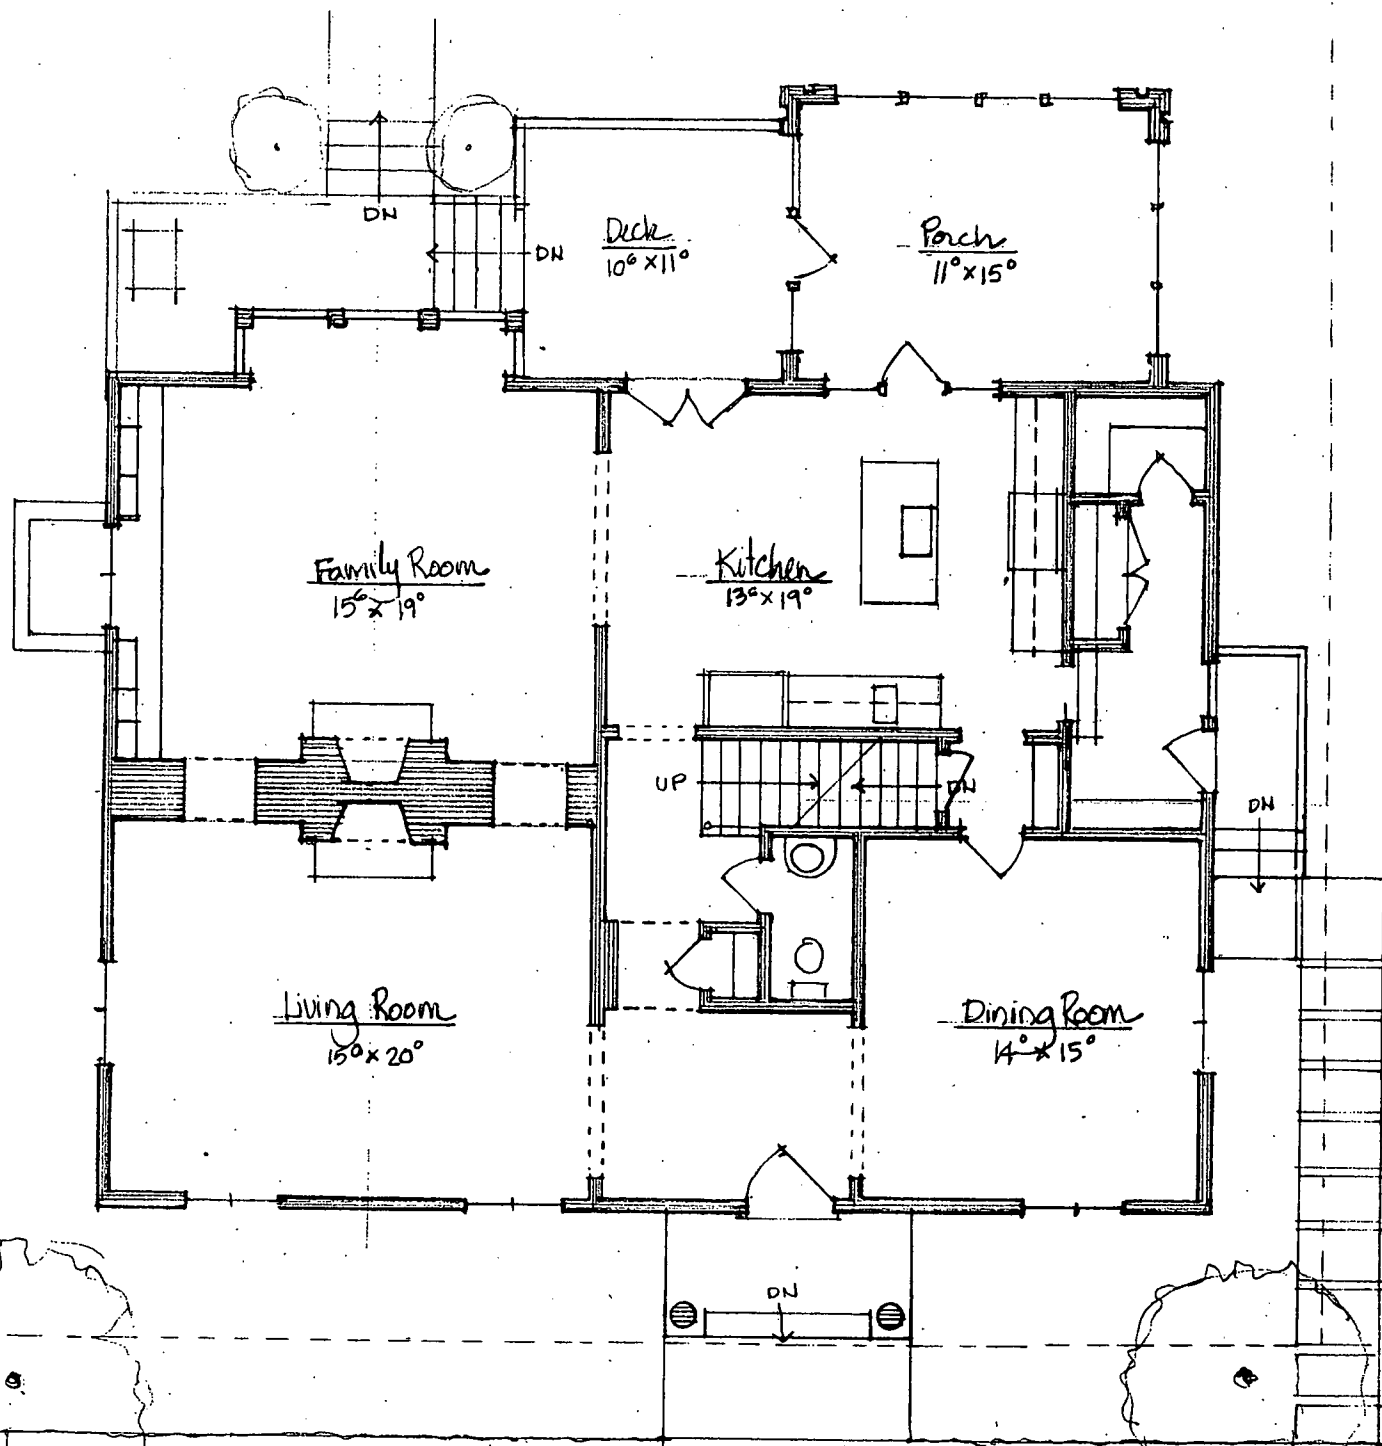 DN
Deck
10⁶ x 11⁰
DN
Porch
11⁰ x 15⁰
Family Room
15⁶ x 19⁰
Kitchen
13⁶ x 19⁰
UP
DN
DN
Living Room
15⁰ x 20⁰
Dining Room
14⁰ x 15⁰
DN